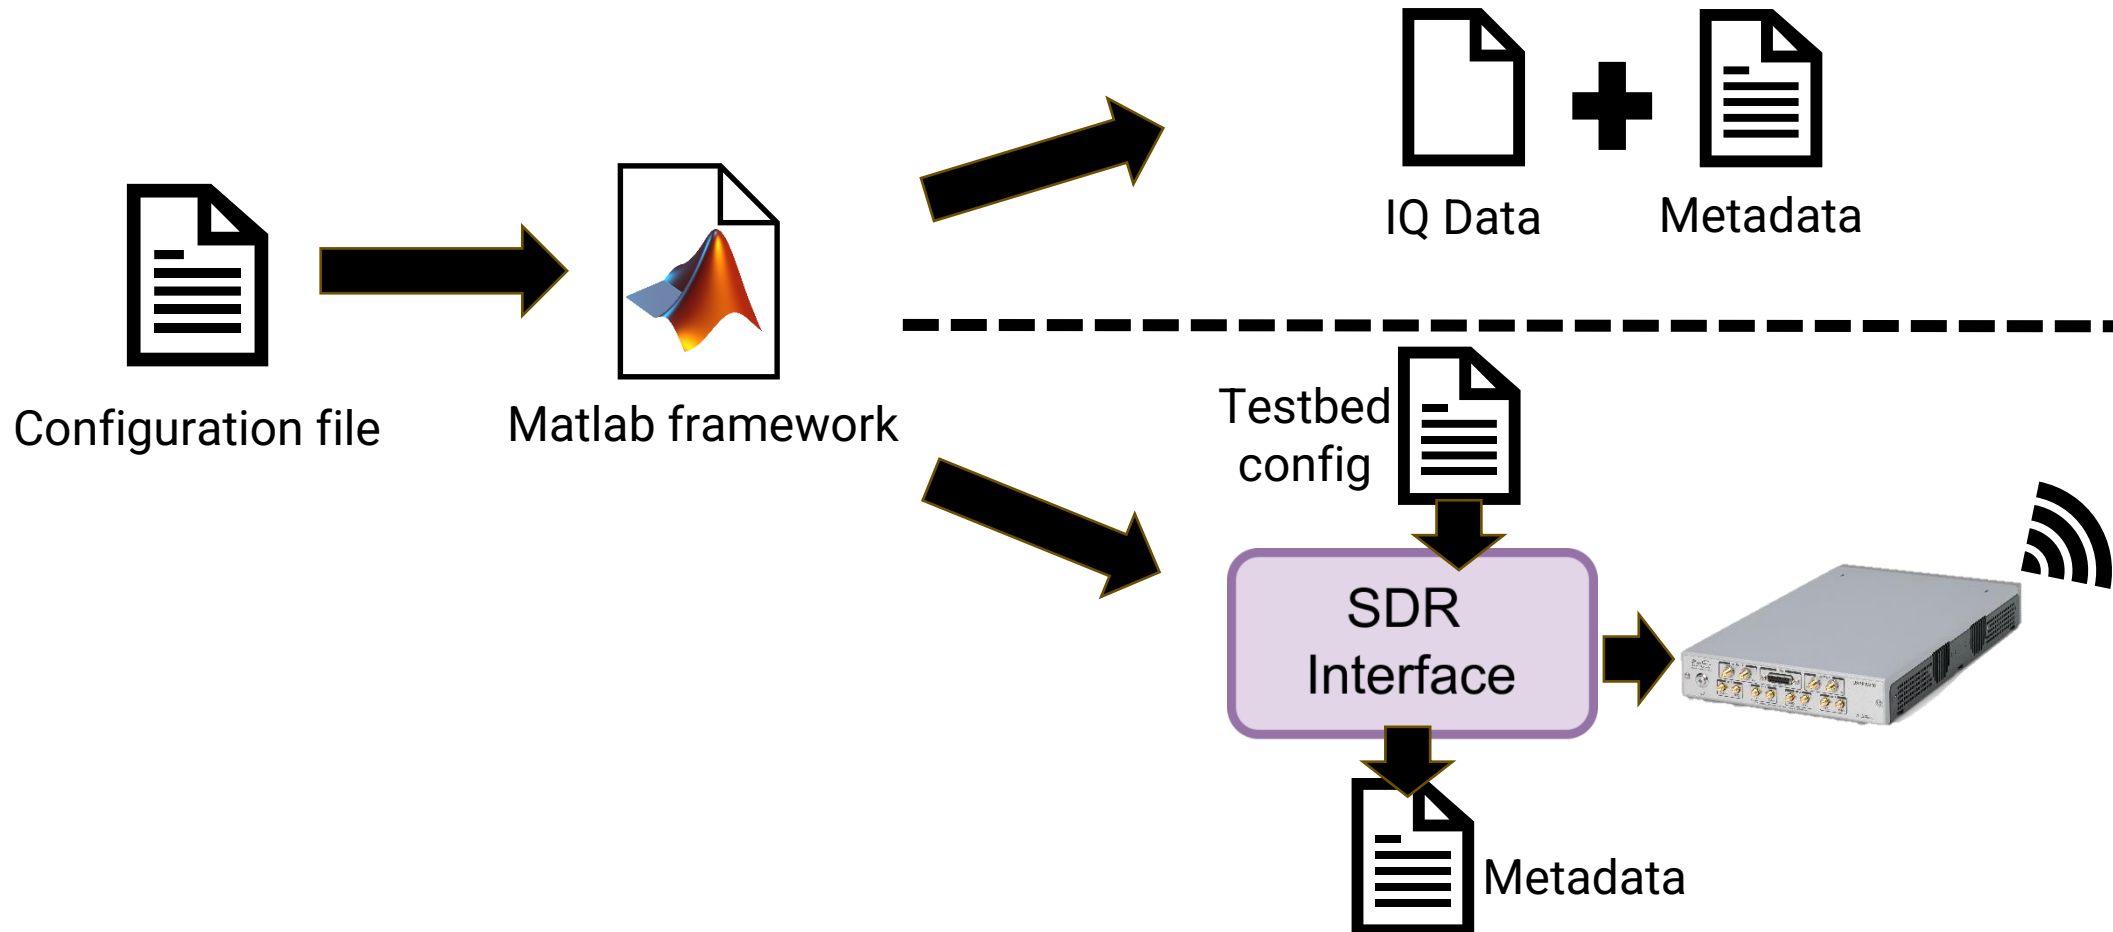 IQ Data
Metadata
Configuration file
Matlab framework
Testbed
config
SDR
Interface
Metadata